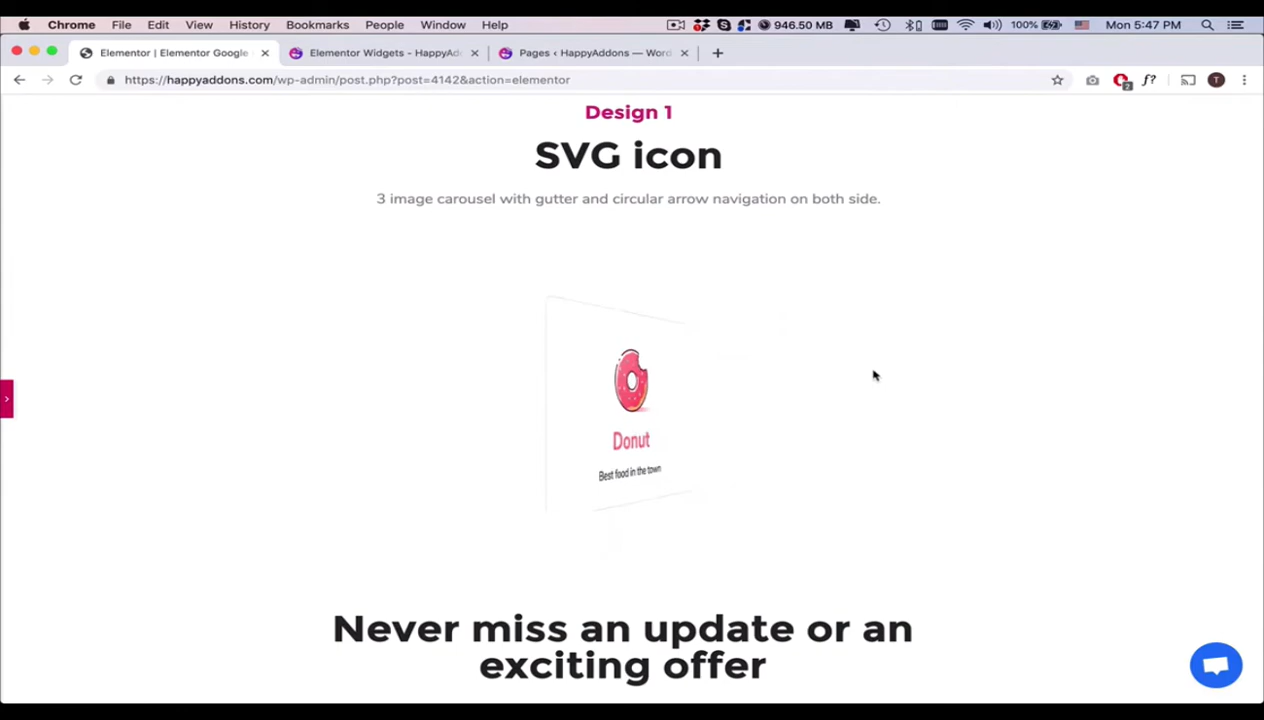 Chrome File Edit View History Bookmarks People Window Help 946.50 MB 100% Mon 5:47 PM
Elementor | Elementor Google
Elementor Widgets - HappyAd
Pages ‹ HappyAddons — Word
https://happyaddons.com/wp-admin/post.php?post=4142&action=elementor
f?
2
T
Design 1
SVG icon
3 image carousel with gutter and circular arrow navigation on both side.
Donut
Best food in the town
Never miss an update or an
exciting offer